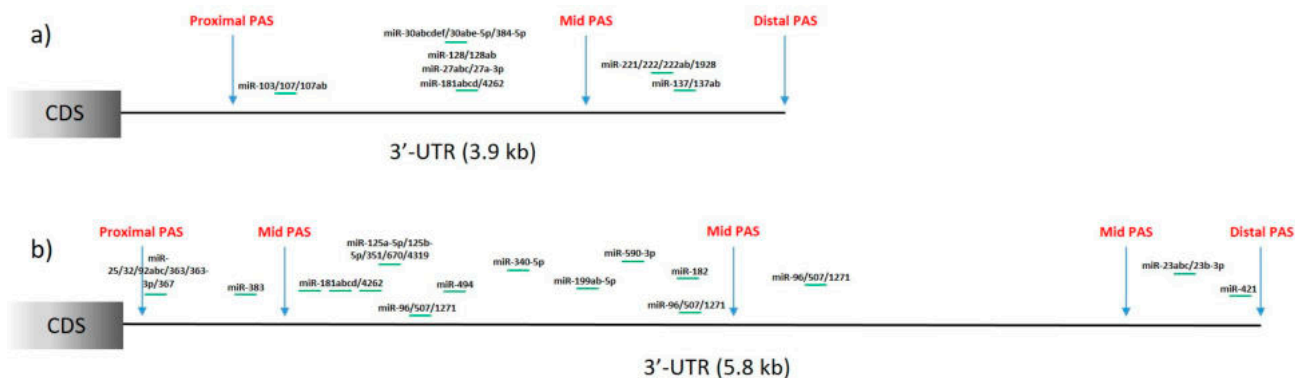 a)
Proximal PAS
Mid PAS
Distal PAS
miR-30abcdef/30abe-5p/384-5p
miR-128/128ab
miR-27abc/27a-3p
miR-181abcd/4262
miR-103/107/107ab
miR-221/222/222ab/1928
miR-137/137ab
CDS
3'-UTR (3.9 kb)
b)
Proximal PAS
Mid PAS
Mid PAS
Mid PAS
Distal PAS
miR-
25/32/92abc/363/363-
3p/367
miR-383
miR-181abcd/4262
miR-125a-5p/125b-
5p/351/670/4319
miR-96/507/1271
miR-494
miR-340-5p
miR-199ab-5p
miR-590-3p
miR-182
miR-96/507/1271
miR-96/507/1271
miR-23abc/23b-3p
miR-421
CDS
3'-UTR (5.8 kb)